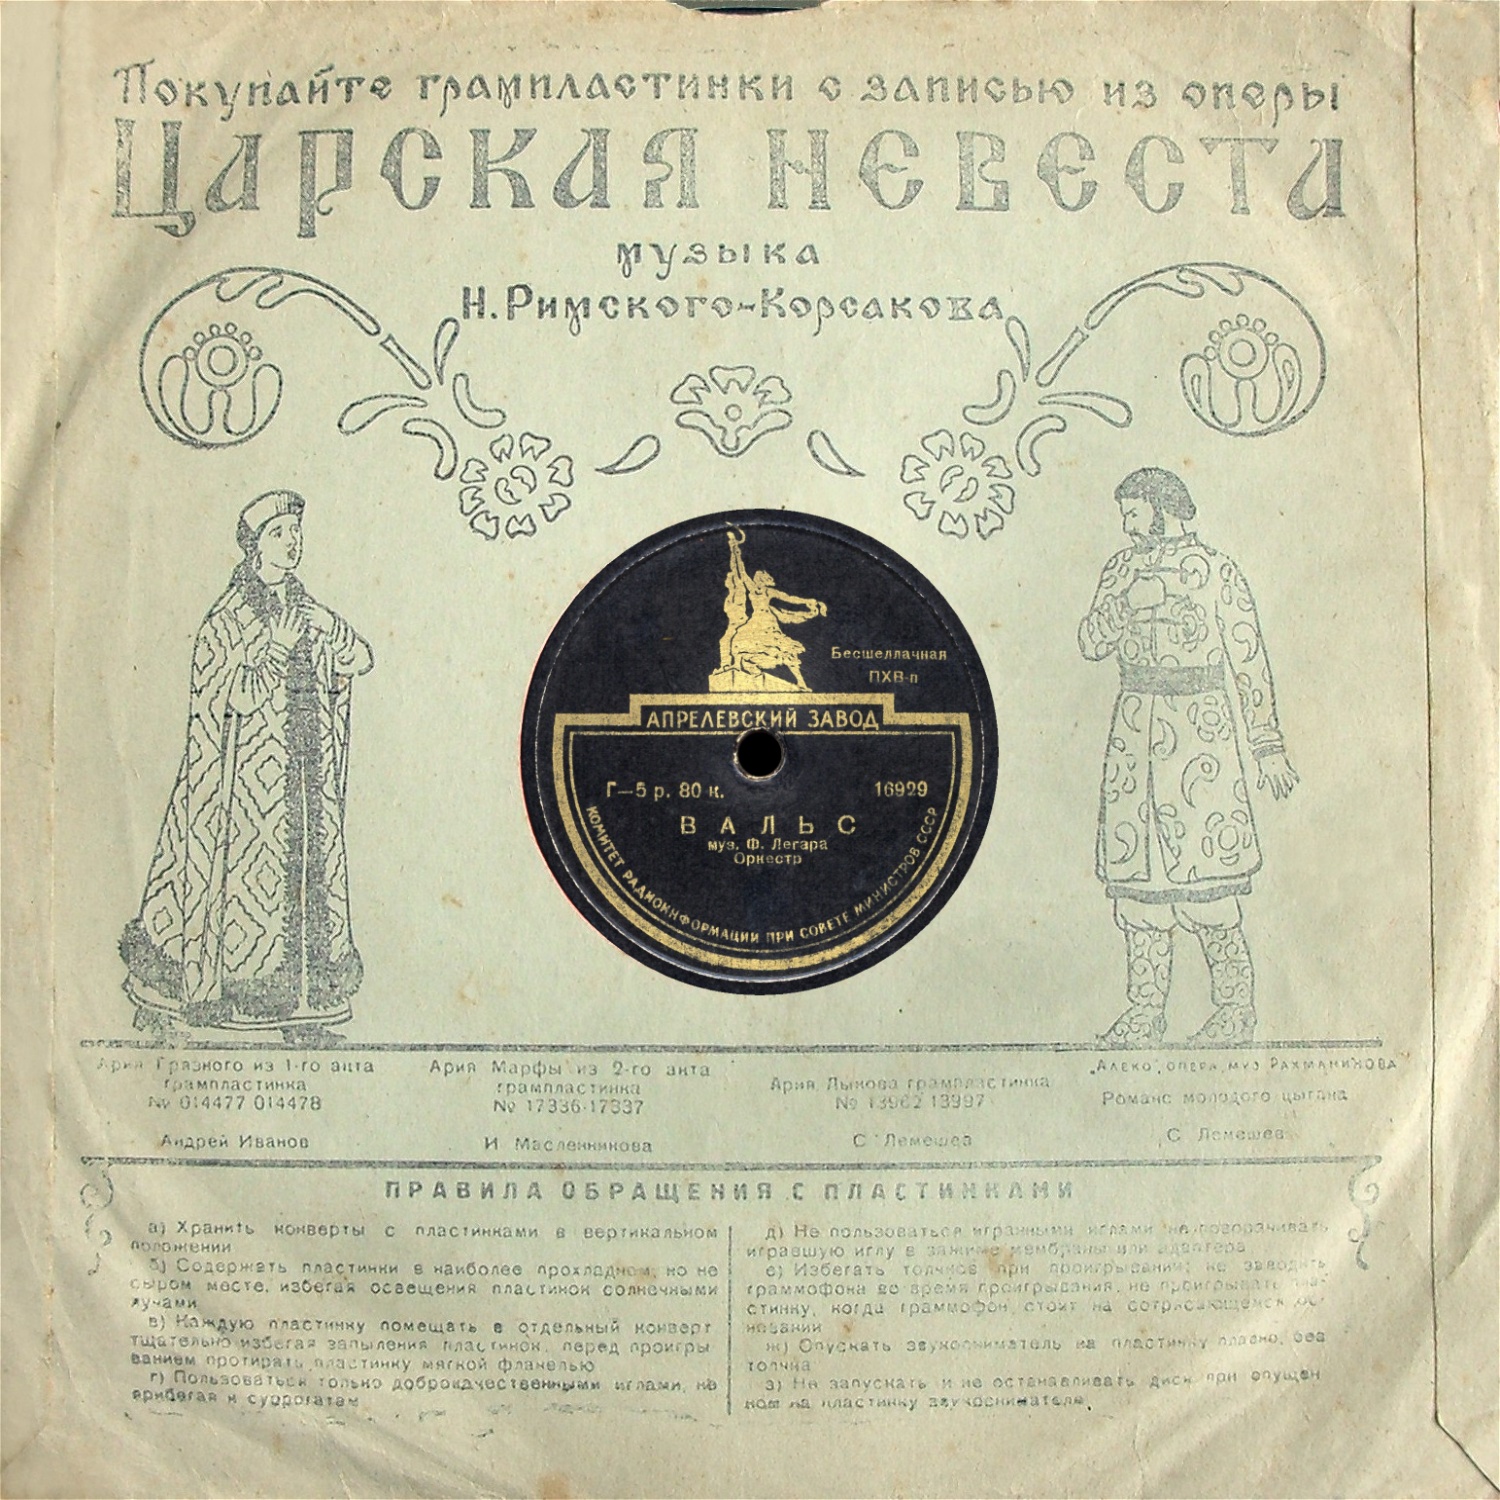 Покупайте грампластинки с записью из оперы
ЦАРСКАЯ НЕВЕСТА
музыка
Н. Римского-Корсакова
Бесшеллачная
ПХВ-п
АПРЕЛЕВСКИЙ ЗАВОД
Г—5 р. 80 к. 16929
ВАЛЬС
муз. Ф. Легара
Оркестр
КОМИТЕТ РАДИОИНФОРМАЦИИ ПРИ СОВЕТЕ МИНИСТРОВ СССР
Ария Грязного из 1-го акта
грампластинка
№ 014477 014478
Андрей Иванов
Ария Марфы из 2-го акта
грампластинка
№ 17336-17337
И Масленникова
Ария Лыкова грампластинка
№ 13962 13997
С Лемешев
„АЛЕКО", ОПЕРА, МУЗ РАХМАНИНОВА
Романс молодого цыгана
С Лемешев
ПРАВИЛА ОБРАЩЕНИЯ С ПЛАСТИНКАМИ
а) Хранить конверты с пластинками в вертикальном
положении
б) Содержать пластинки в наиболее прохладном, но не
сыром месте, избегая освещения пластинок солнечными
лучами
в) Каждую пластинку помещать в отдельный конверт
тщательно избегая запыления пластинок, перед проигры
ванием протирать пластинку мягкой фланелью
г) Пользоваться только доброкачественными иглами, не
прибегая к суррогатам
д) Не пользоваться игранными иглами не поворачивать
игравшую иглу в зажиме мембраны или адаптера
е) Избегать толчков при проигрывании; не заводить
граммофона во время проигрывания, не проигрывать пла-
стинку, когда граммофон стоит на сотрясающемся ос-
новании
ж) Опускать звукосниматель на пластинку плавно, без
толчка
з) Не запускать и не останавливать диск при опущен
ном на пластинку звукоснимателе.